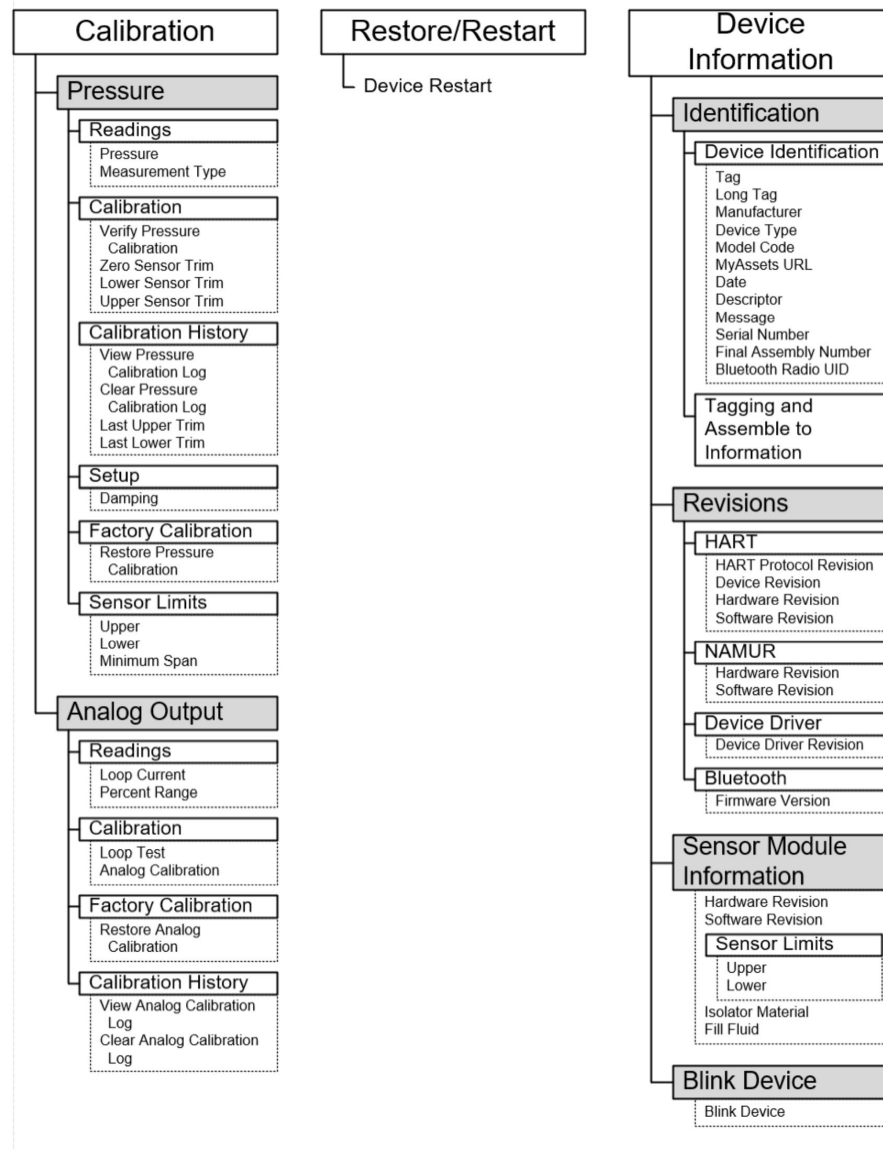 Calibration
Pressure
Readings
Pressure
Measurement Type
Calibration
Verify Pressure
Calibration
Zero Sensor Trim
Lower Sensor Trim
Upper Sensor Trim
Calibration History
View Pressure
Calibration Log
Clear Pressure
Calibration Log
Last Upper Trim
Last Lower Trim
Setup
Damping
Factory Calibration
Restore Pressure
Calibration
Sensor Limits
Upper
Lower
Minimum Span
Analog Output
Readings
Loop Current
Percent Range
Calibration
Loop Test
Analog Calibration
Factory Calibration
Restore Analog
Calibration
Calibration History
View Analog Calibration
Log
Clear Analog Calibration
Log
Restore/Restart
Device Restart
Device
Information
Identification
Device Identification
Tag
Long Tag
Manufacturer
Device Type
Model Code
MyAssets URL
Date
Descriptor
Message
Serial Number
Final Assembly Number
Bluetooth Radio UID
Tagging and
Assemble to
Information
Revisions
HART
HART Protocol Revision
Device Revision
Hardware Revision
Software Revision
NAMUR
Hardware Revision
Software Revision
Device Driver
Device Driver Revision
Bluetooth
Firmware Version
Sensor Module
Information
Hardware Revision
Software Revision
Sensor Limits
Upper
Lower
Isolator Material
Fill Fluid
Blink Device
Blink Device